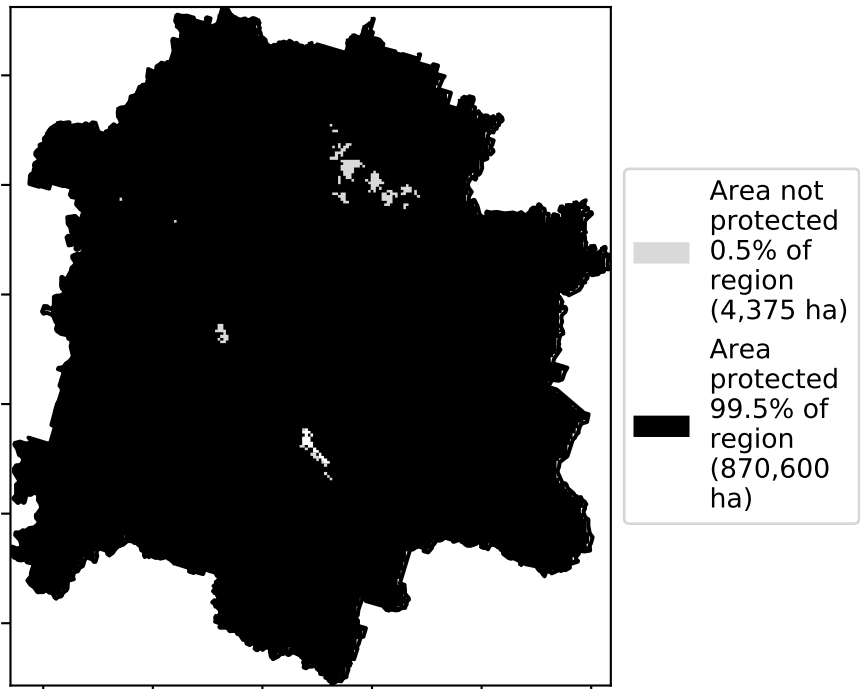 Area not
protected
0.5% of
region
(4,375 ha)
Area
protected
99.5% of
region
(870,600
ha)